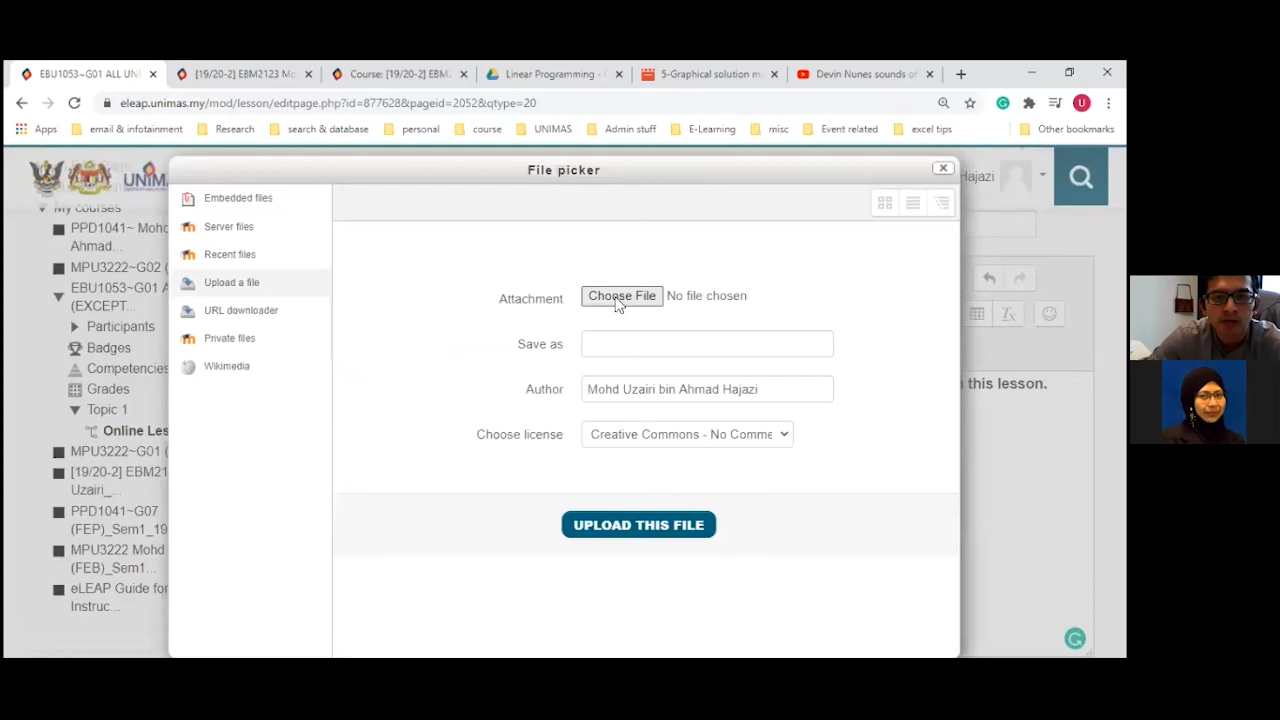 EBU1053~G01 ALL UNI
[19/20-2] EBM2123 Mo
Course: [19/20-2] EBM
Linear Programming - G
5-Graphical solution m
Devin Nunes sounds of
eleap.unimas.my/mod/lesson/editpage.php?id=877628&pageid=2052&qtype=20
U
Apps
email & infotainment
Research
search & database
personal
course
UNIMAS
Admin stuff
E-Learning
misc
Event related
excel tips
Other bookmarks
UNIMA
File picker
Hajazi
My courses
PPD1041~ Mohd
Ahmad...
MPU3222~G02 (
EBU1053~G01 A
(EXCEPT...
Participants
Badges
Competencies
Grades
Topic 1
Online Les
MPU3222~G01
[19/20-2] EBM21
Uzairi_...
PPD1041~G07
(FEP)_Sem1_19
MPU3222 Mohd
(FEB)_Sem1...
eLEAP Guide for
Instruc...
Embedded files
Server files
Recent files
Upload a file
URL downloader
Private files
Wikimedia
Attachment
Choose File No file chosen
Save as
Author
Mohd Uzairi bin Ahmad Hajazi
Choose license
Creative Commons - No Comme
UPLOAD THIS FILE
this lesson.